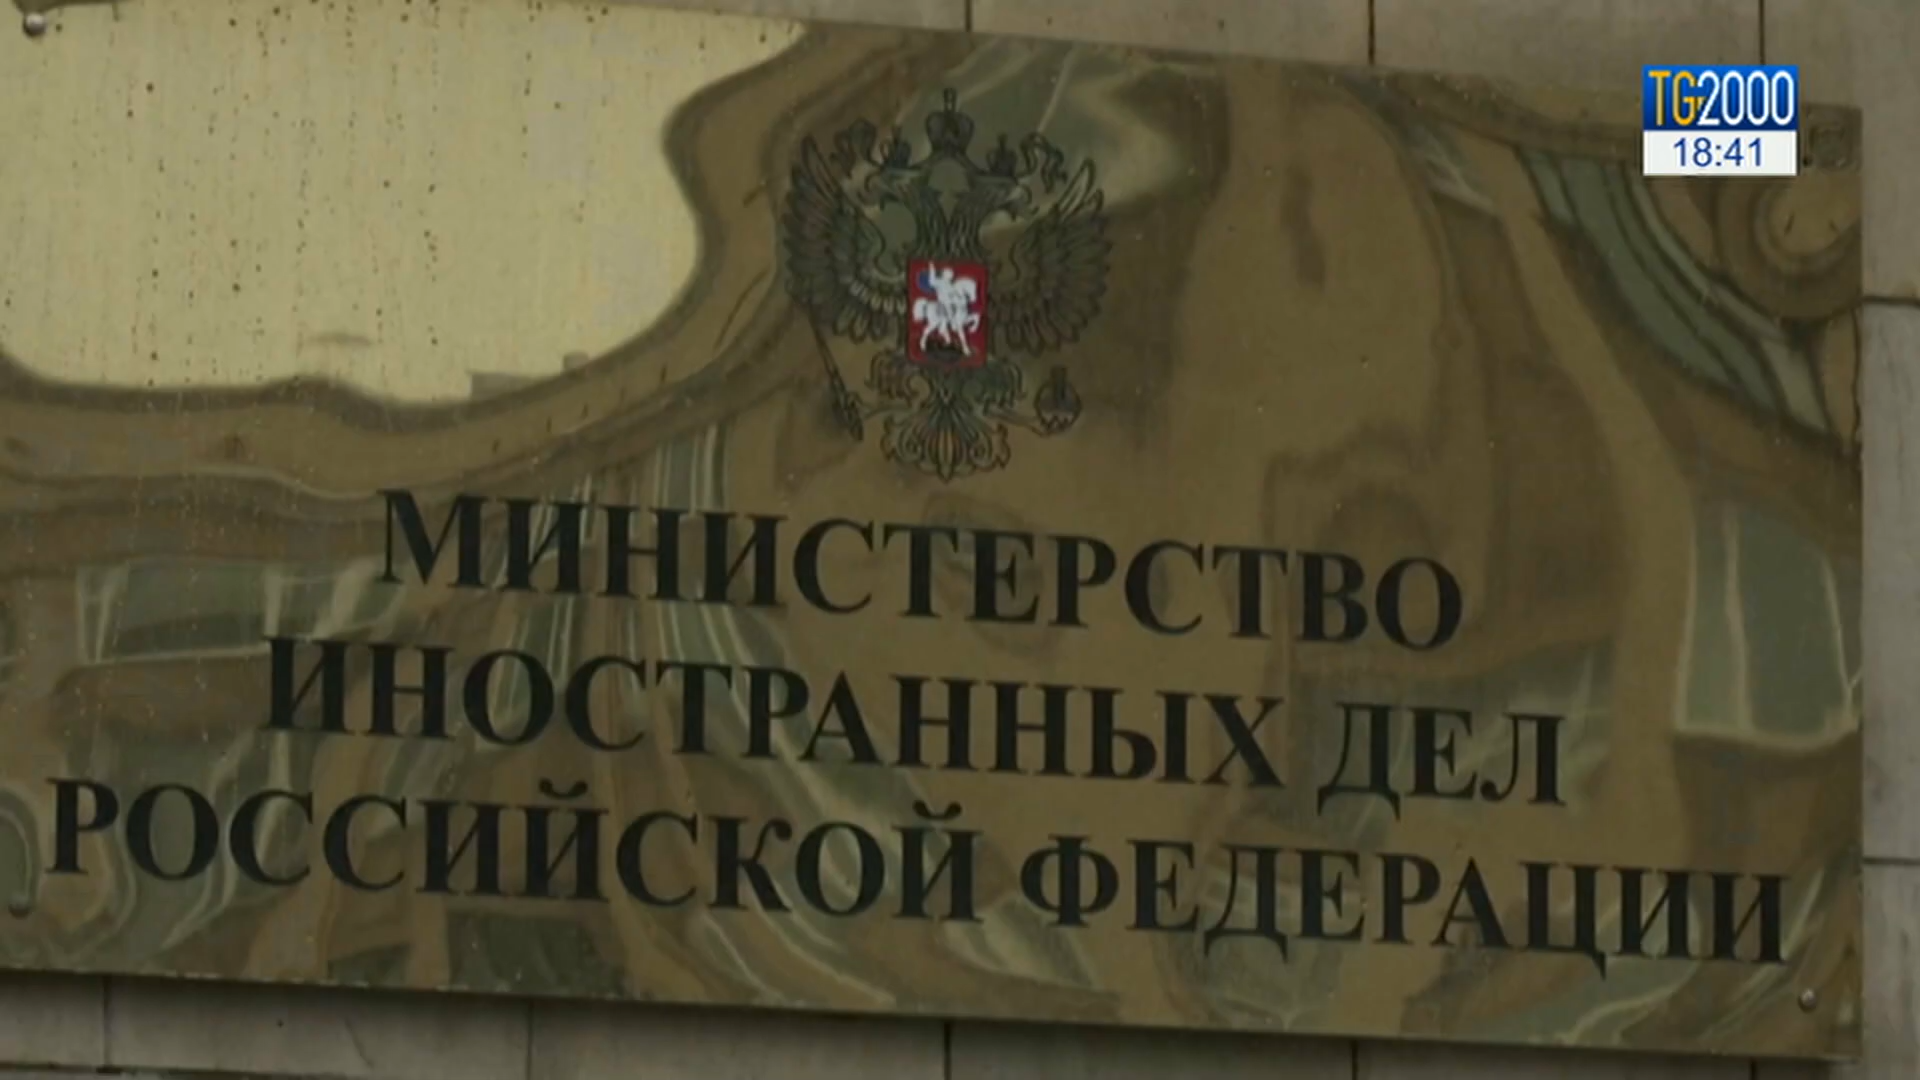 TG2000
18:41
МИНИСТЕРСТВО
ИНОСТРАННЫХ ДЕЛ
РОССИЙСКОЙ ФЕДЕРАЦИИ